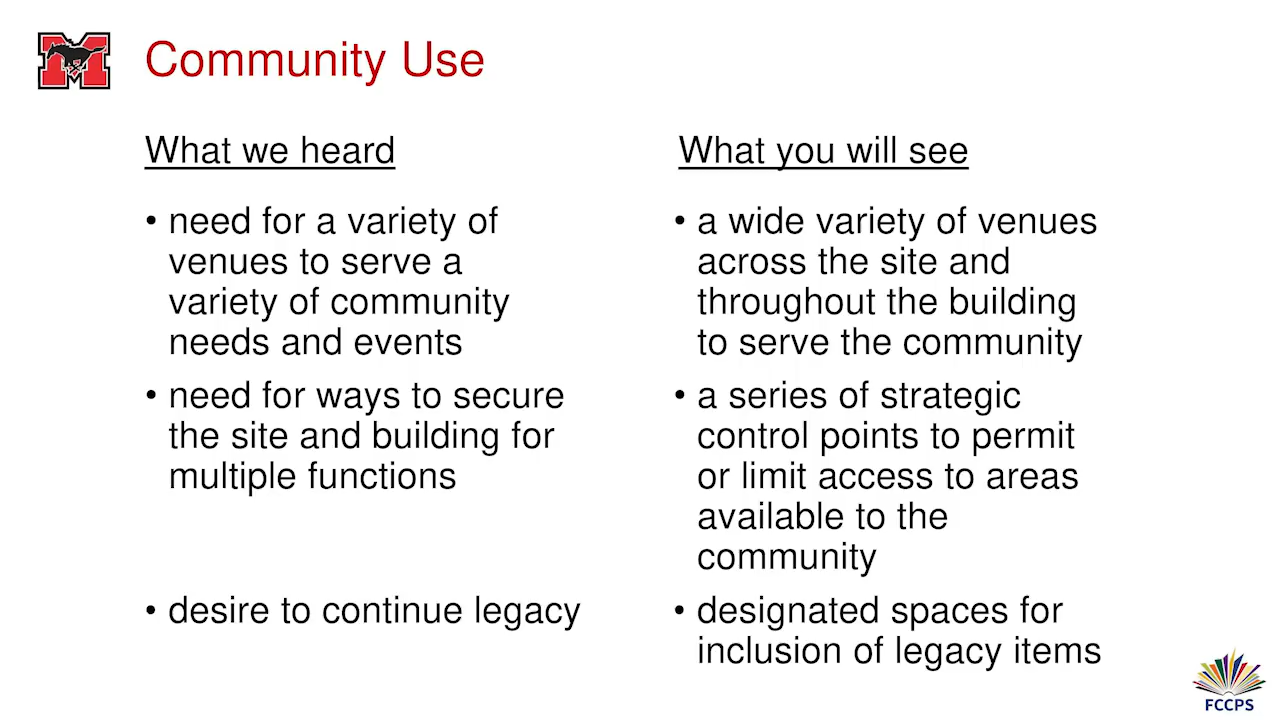 M
Community Use
What we heard
• need for a variety of
venues to serve a
variety of community
needs and events
• need for ways to secure
the site and building for
multiple functions
• desire to continue legacy
What you will see
• a wide variety of venues
across the site and
throughout the building
to serve the community
• a series of strategic
control points to permit
or limit access to areas
available to the
community
• designated spaces for
inclusion of legacy items
FCCPS